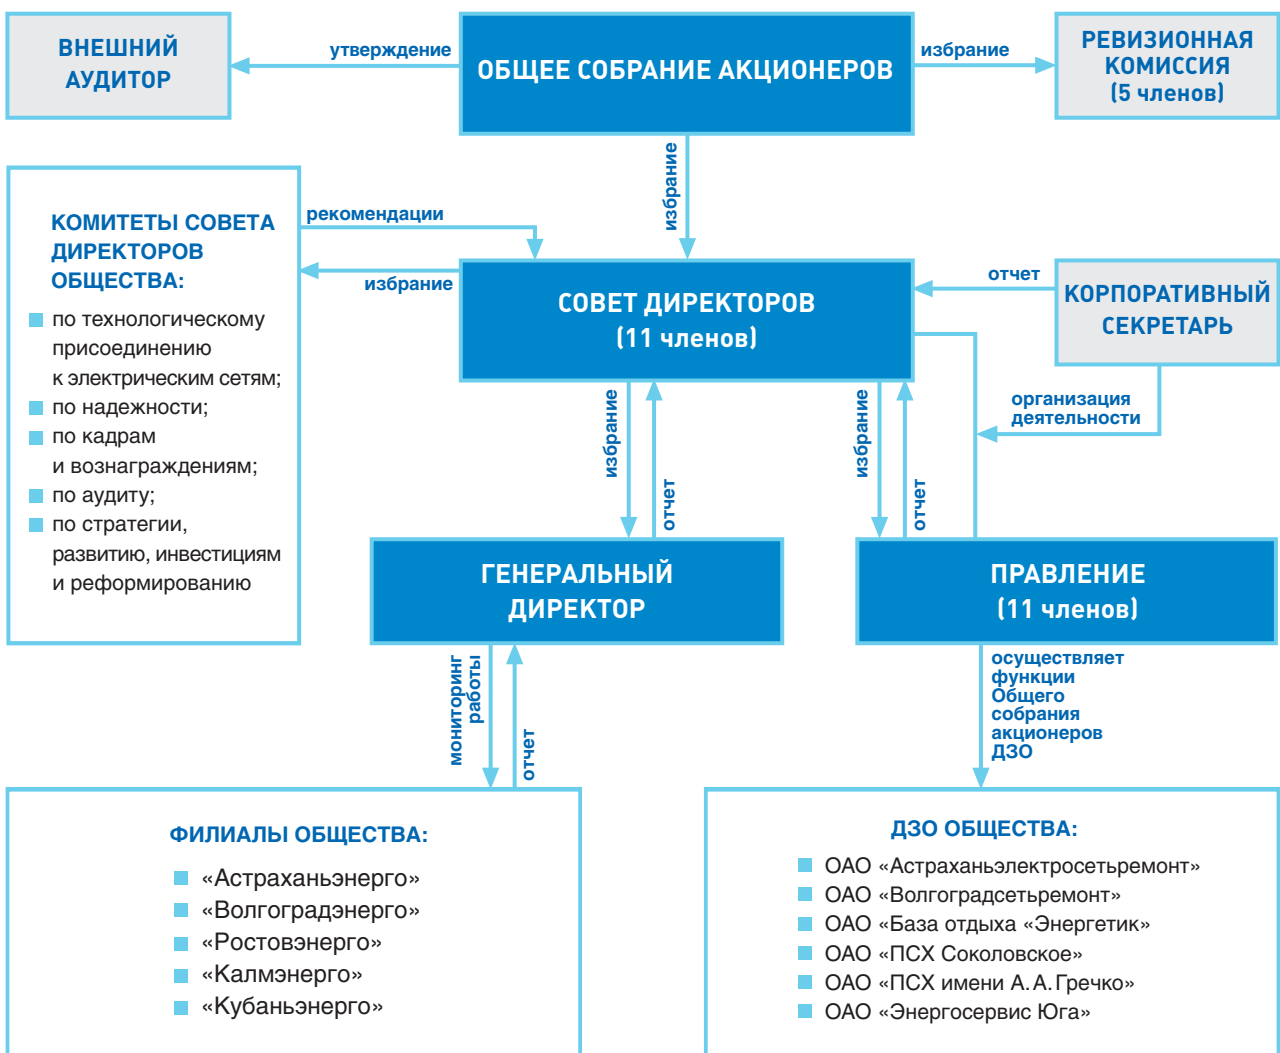 ВНЕШНИЙ
АУДИТОР
утверждение
ОБЩЕЕ СОБРАНИЕ АКЦИОНЕРОВ
избрание
РЕВИЗИОННАЯ
КОМИССИЯ
(5 членов)
избрание
КОМИТЕТЫ СОВЕТА
ДИРЕКТОРОВ
ОБЩЕСТВА:
по технологическому
присоединению
к электрическим сетям;
по надежности;
по кадрам
и вознаграждениям;
по аудиту;
по стратегии,
развитию, инвестициям
и реформированию
рекомендации
избрание
СОВЕТ ДИРЕКТОРОВ
(11 членов)
отчет
КОРПОРАТИВНЫЙ
СЕКРЕТАРЬ
организация
деятельности
избрание
отчет
избрание
отчет
ГЕНЕРАЛЬНЫЙ
ДИРЕКТОР
ПРАВЛЕНИЕ
(11 членов)
мониторинг
работы
отчет
осуществляет
функции
Общего
собрания
акционеров
ДЗО
ФИЛИАЛЫ ОБЩЕСТВА:
«Астраханьэнерго»
«Волгоградэнерго»
«Ростовэнерго»
«Калмэнерго»
«Кубаньэнерго»
ДЗО ОБЩЕСТВА:
ОАО «Астраханьэлектросетьремонт»
ОАО «Волгоградсетьремонт»
ОАО «База отдыха «Энергетик»
ОАО «ПСХ Соколовское»
ОАО «ПСХ имени А.А.Гречко»
ОАО «Энергосервис Юга»